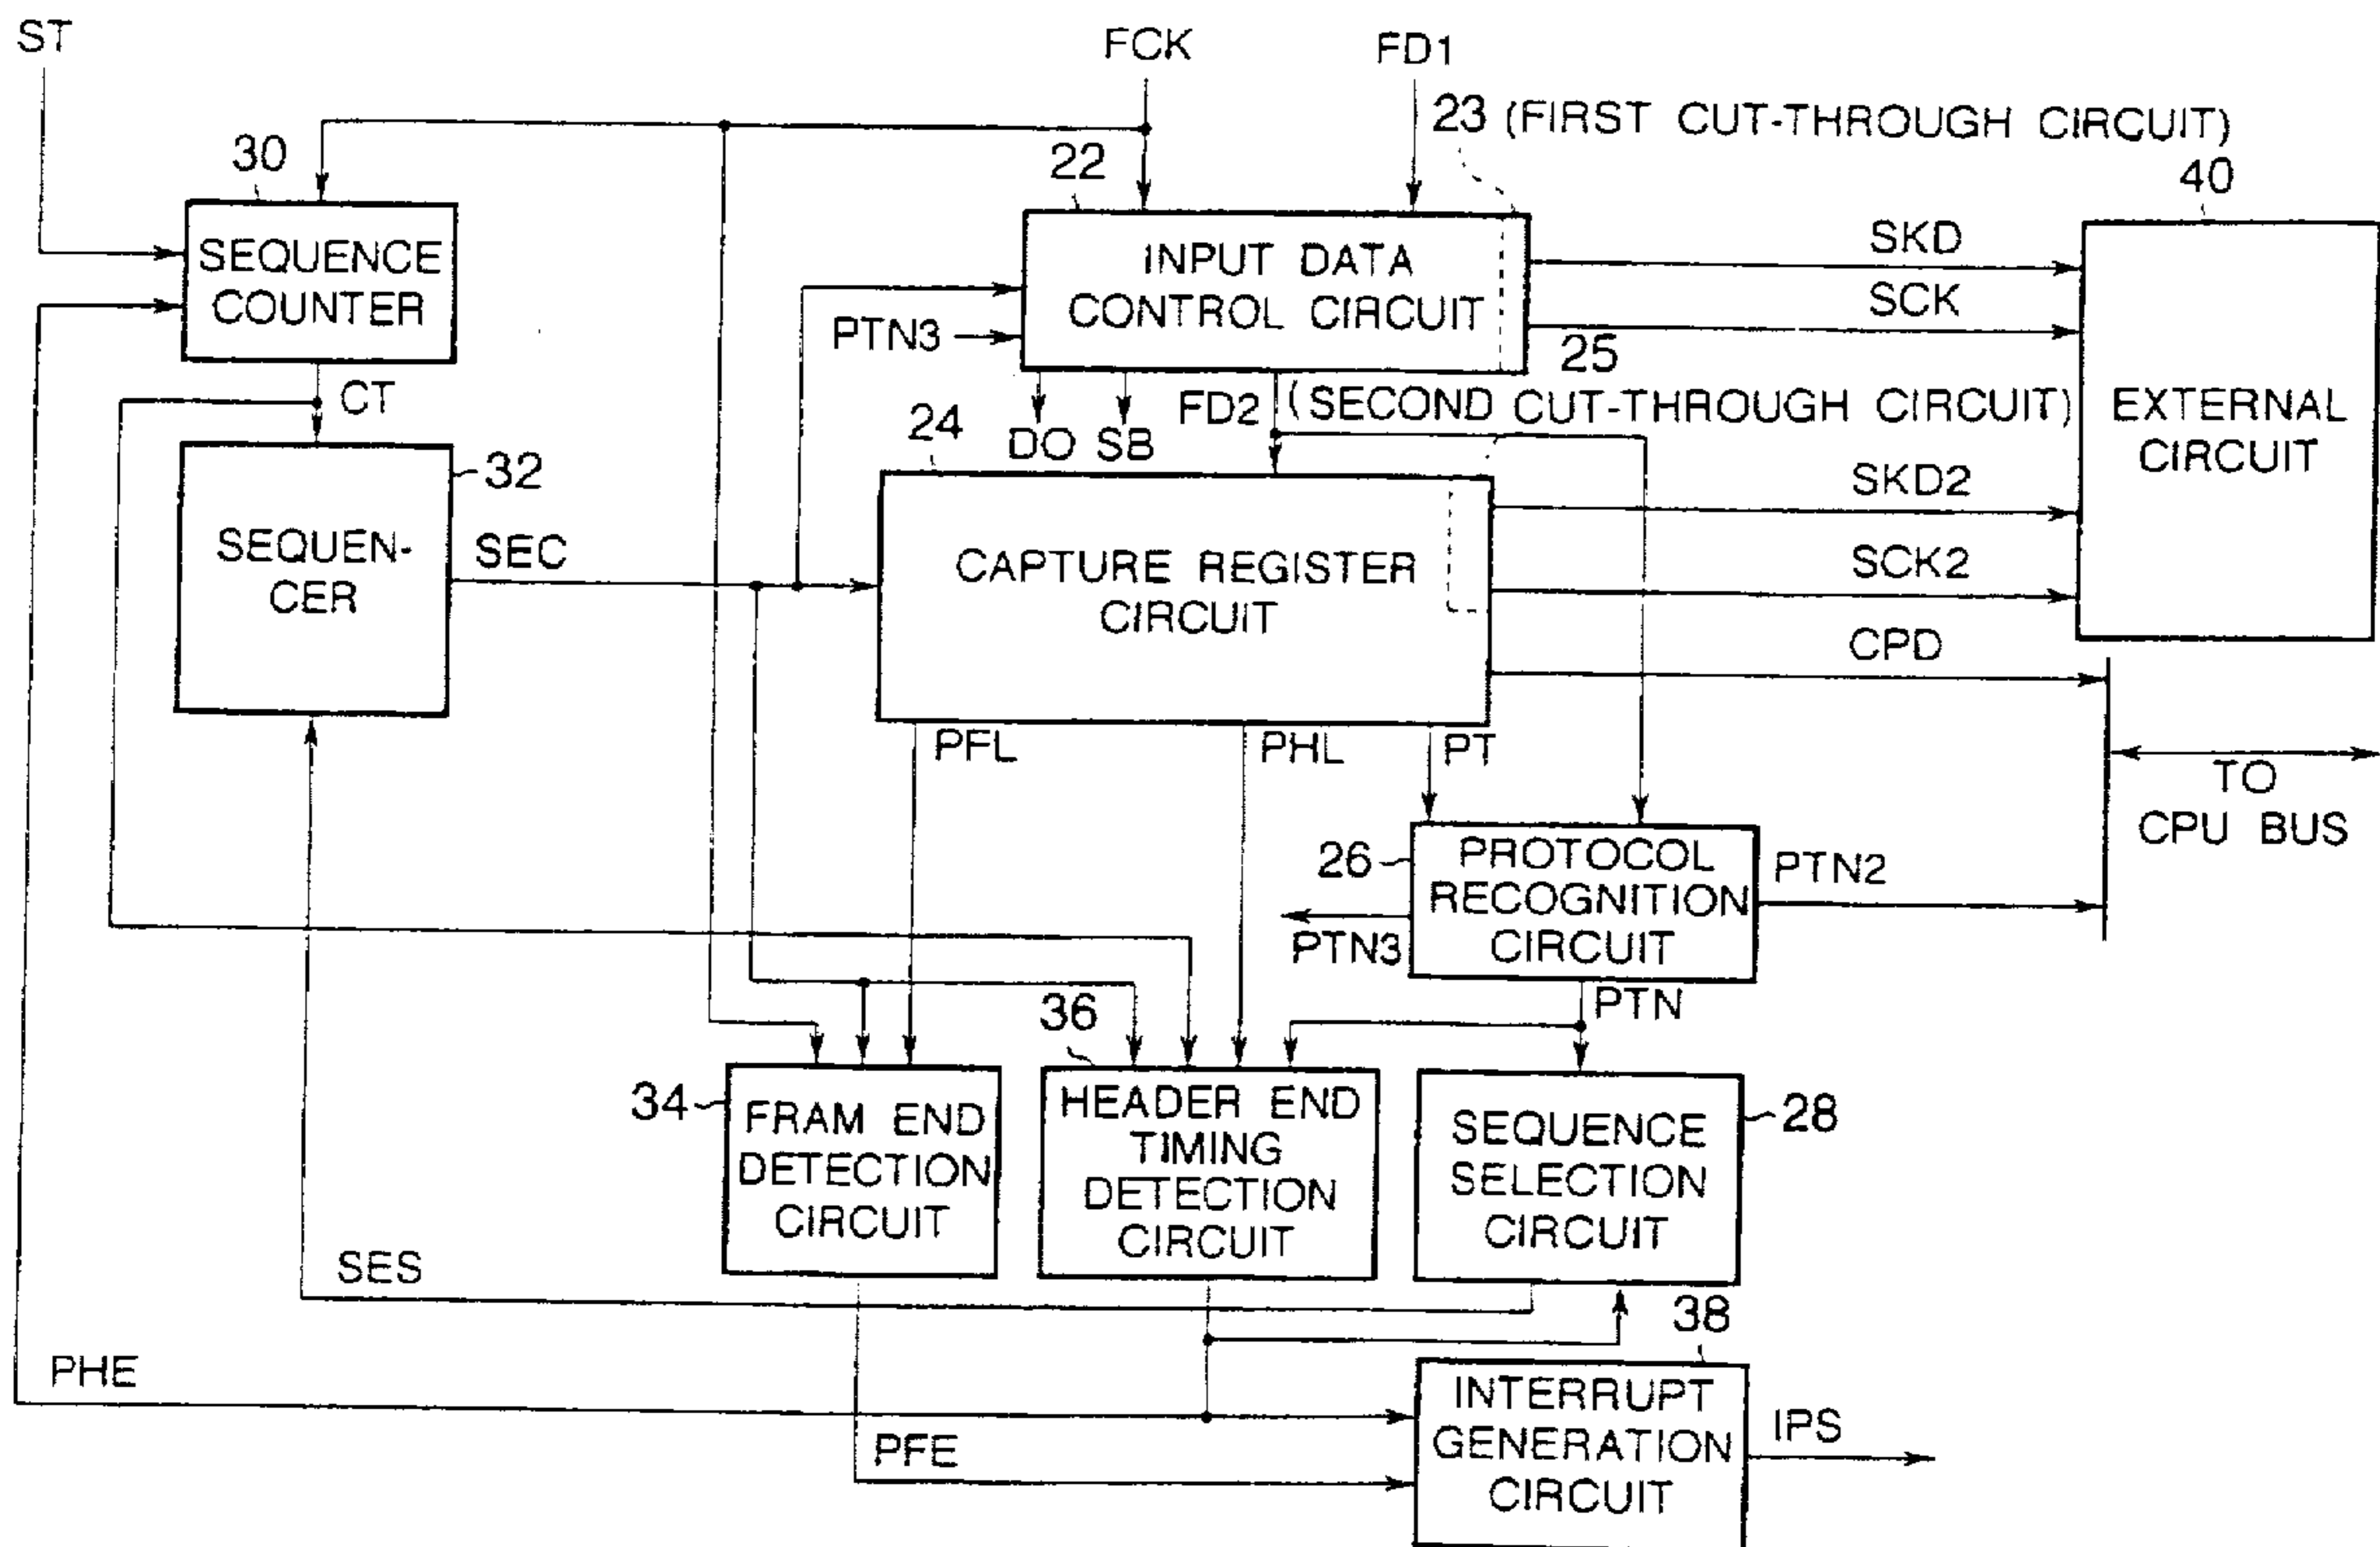 ST
FCK
FD1
23 (FIRST CUT-THROUGH CIRCUIT)
30
22
40
SEQUENCE
COUNTER
INPUT DATA
CONTROL CIRCUIT
SKD
SCK
PTN3
25
(SECOND CUT-THROUGH CIRCUIT)
CT
24
DO
SB
FD2
EXTERNAL
CIRCUIT
32
SEQUEN-
CER
SEC
CAPTURE REGISTER
CIRCUIT
SKD2
SCK2
CPD
PFL
PHL
PT
TO
CPU BUS
26
PROTOCOL
RECOGNITION
CIRCUIT
PTN2
PTN3
PTN
36
34
FRAM END
DETECTION
CIRCUIT
HEADER END
TIMING
DETECTION
CIRCUIT
SEQUENCE
SELECTION
CIRCUIT
28
SES
38
PHE
INTERRUPT
GENERATION
CIRCUIT
IPS
PFE